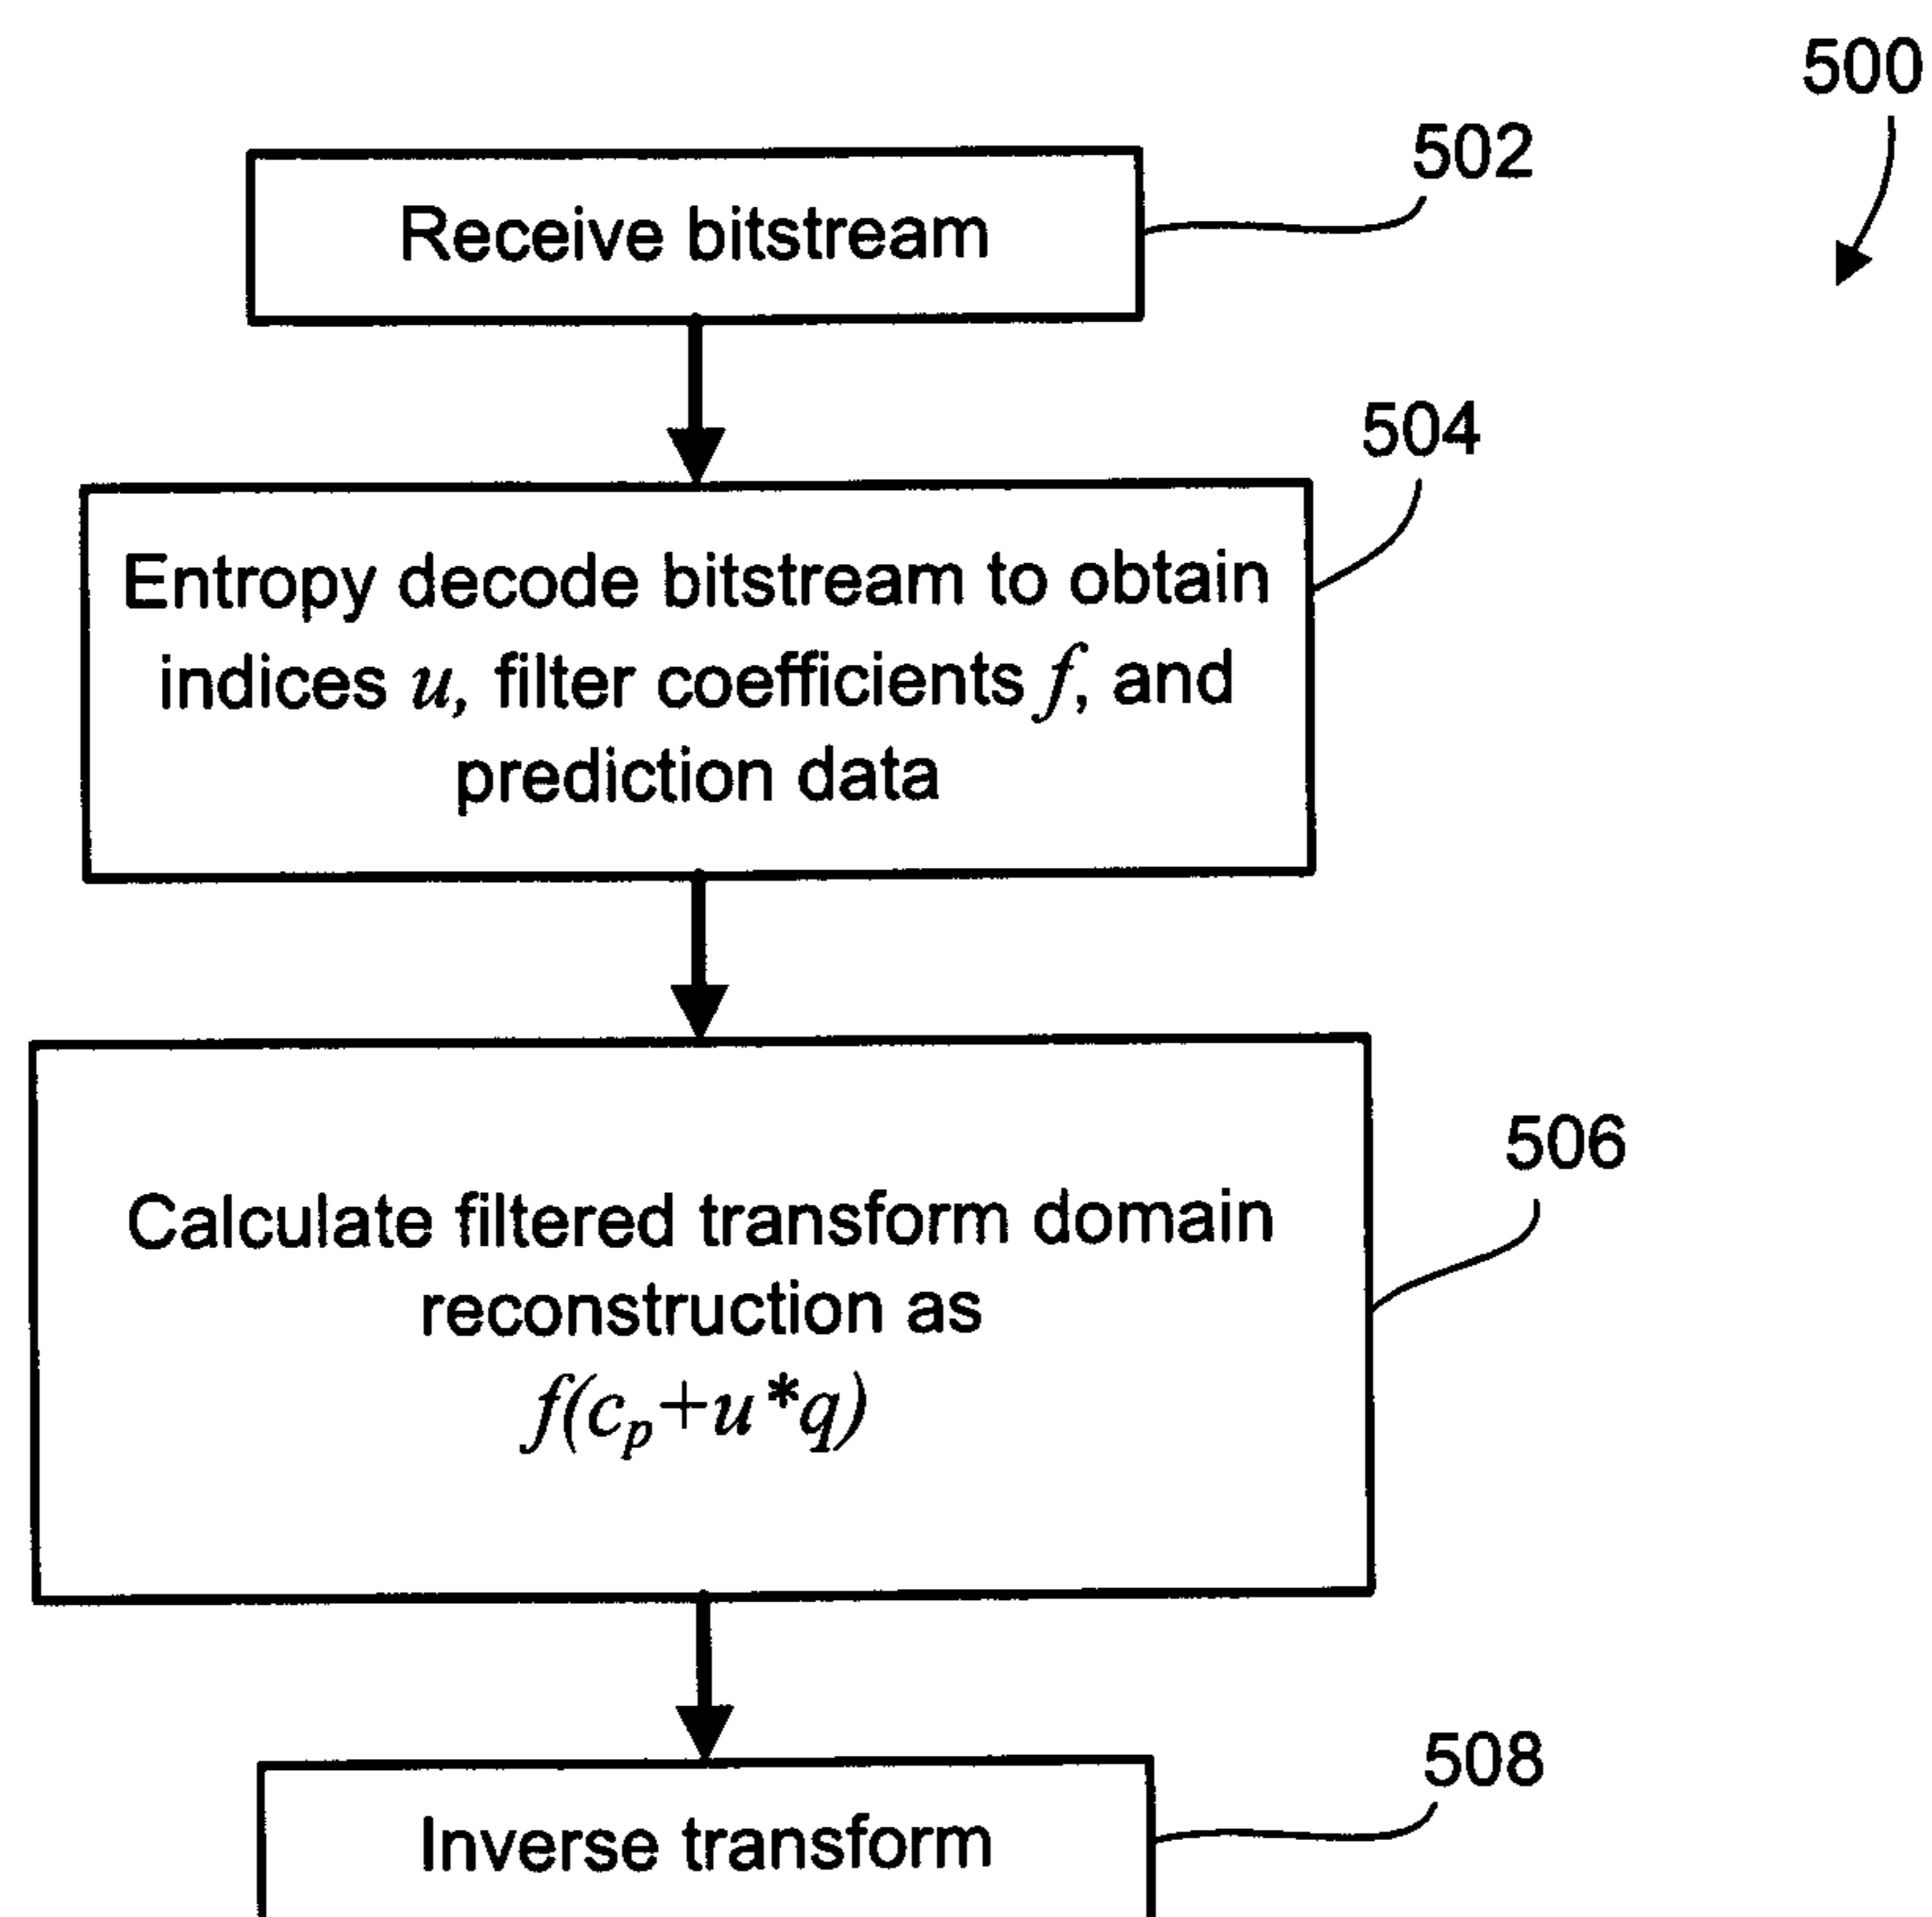 500
502
Receive bitstream
504
Entropy decode bitstream to obtain
indices u, filter coefficients f, and
prediction data
506
Calculate filtered transform domain
reconstruction as
f(cₚ+u*q)
508
Inverse transform